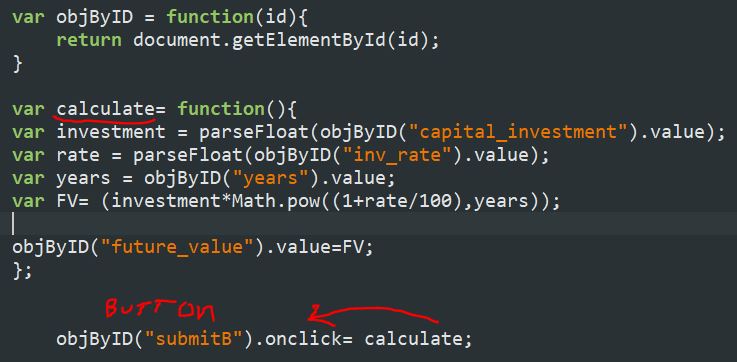 var objByID = function(id){
return document.getElementById(id);
}
var calculate= function(){
var investment = parseFloat(objByID("capital_investment").value);
var rate = parseFloat(objByID("inv_rate").value);
var years = objByID("years").value;
var FV= (investment*Math.pow((1+rate/100),years));
objByID("future_value").value=FV;
};
BUTTON
objByID("submitB").onclick= calculate;